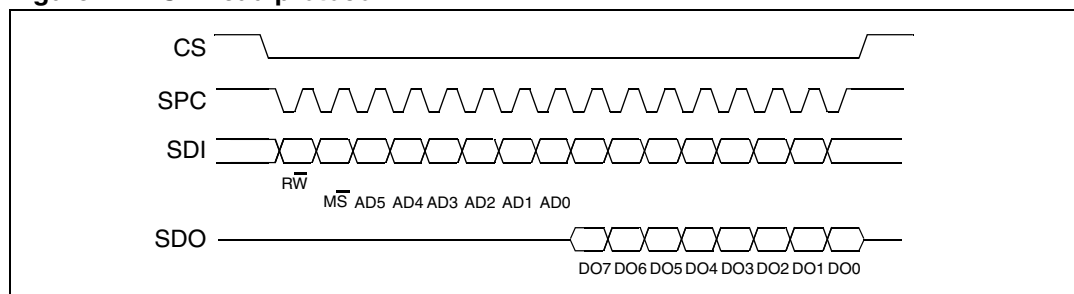 CS
SPC
SDI
RW̅
MS̅ AD5 AD4 AD3 AD2 AD1 AD0
SDO
DO7 DO6 DO5 DO4 DO3 DO2 DO1 DO0